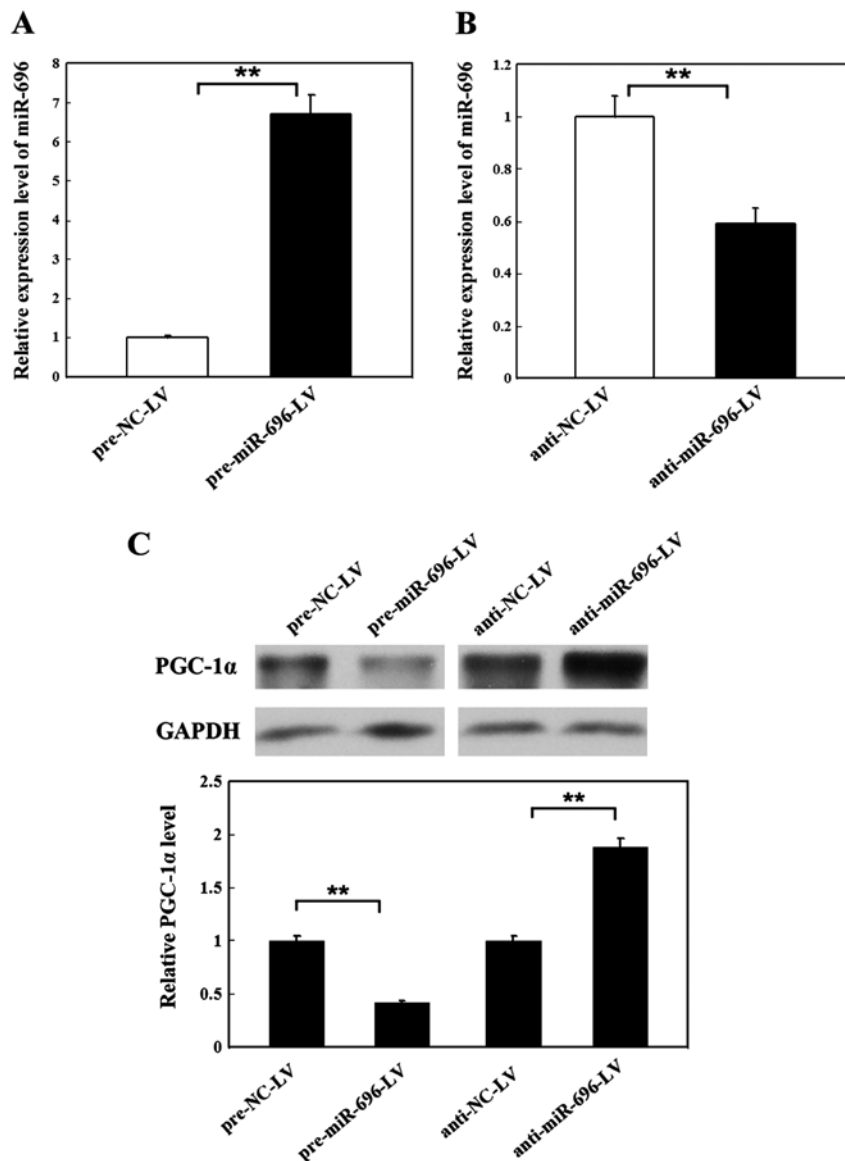 A
Relative expression level of miR-696
8
7
6
5
4
3
2
1
0
**
pre-NC-LV
pre-miR-696-LV
B
Relative expression level of miR-696
1.2
1
0.8
0.6
0.4
0.2
0
**
anti-NC-LV
anti-miR-696-LV
C
pre-NC-LV
pre-miR-696-LV
anti-NC-LV
anti-miR-696-LV
PGC-1α
GAPDH
Relative PGC-1α level
2.5
2
1.5
1
0.5
0
**
**
pre-NC-LV
pre-miR-696-LV
anti-NC-LV
anti-miR-696-LV